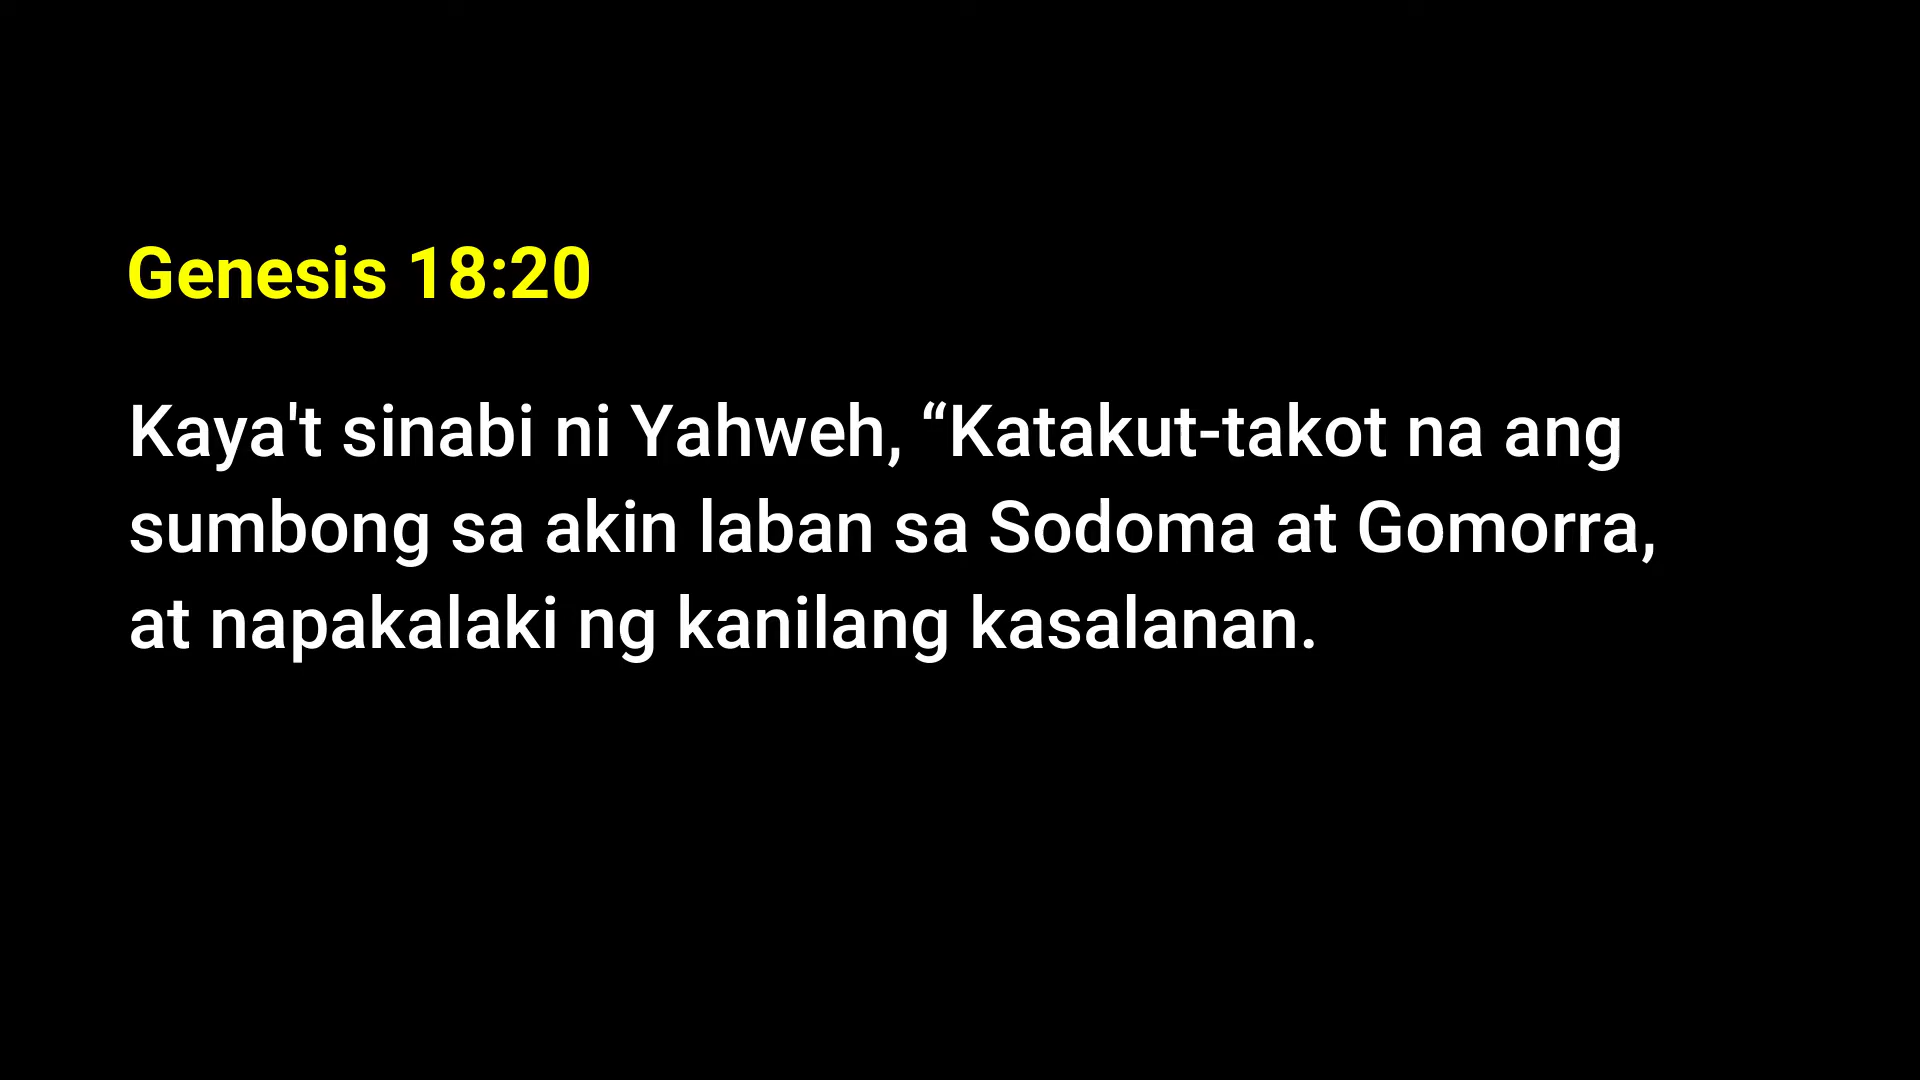 Genesis 18:20
Kaya't sinabi ni Yahweh, “Katakut-takot na ang
sumbong sa akin laban sa Sodoma at Gomorra,
at napakalaki ng kanilang kasalanan.